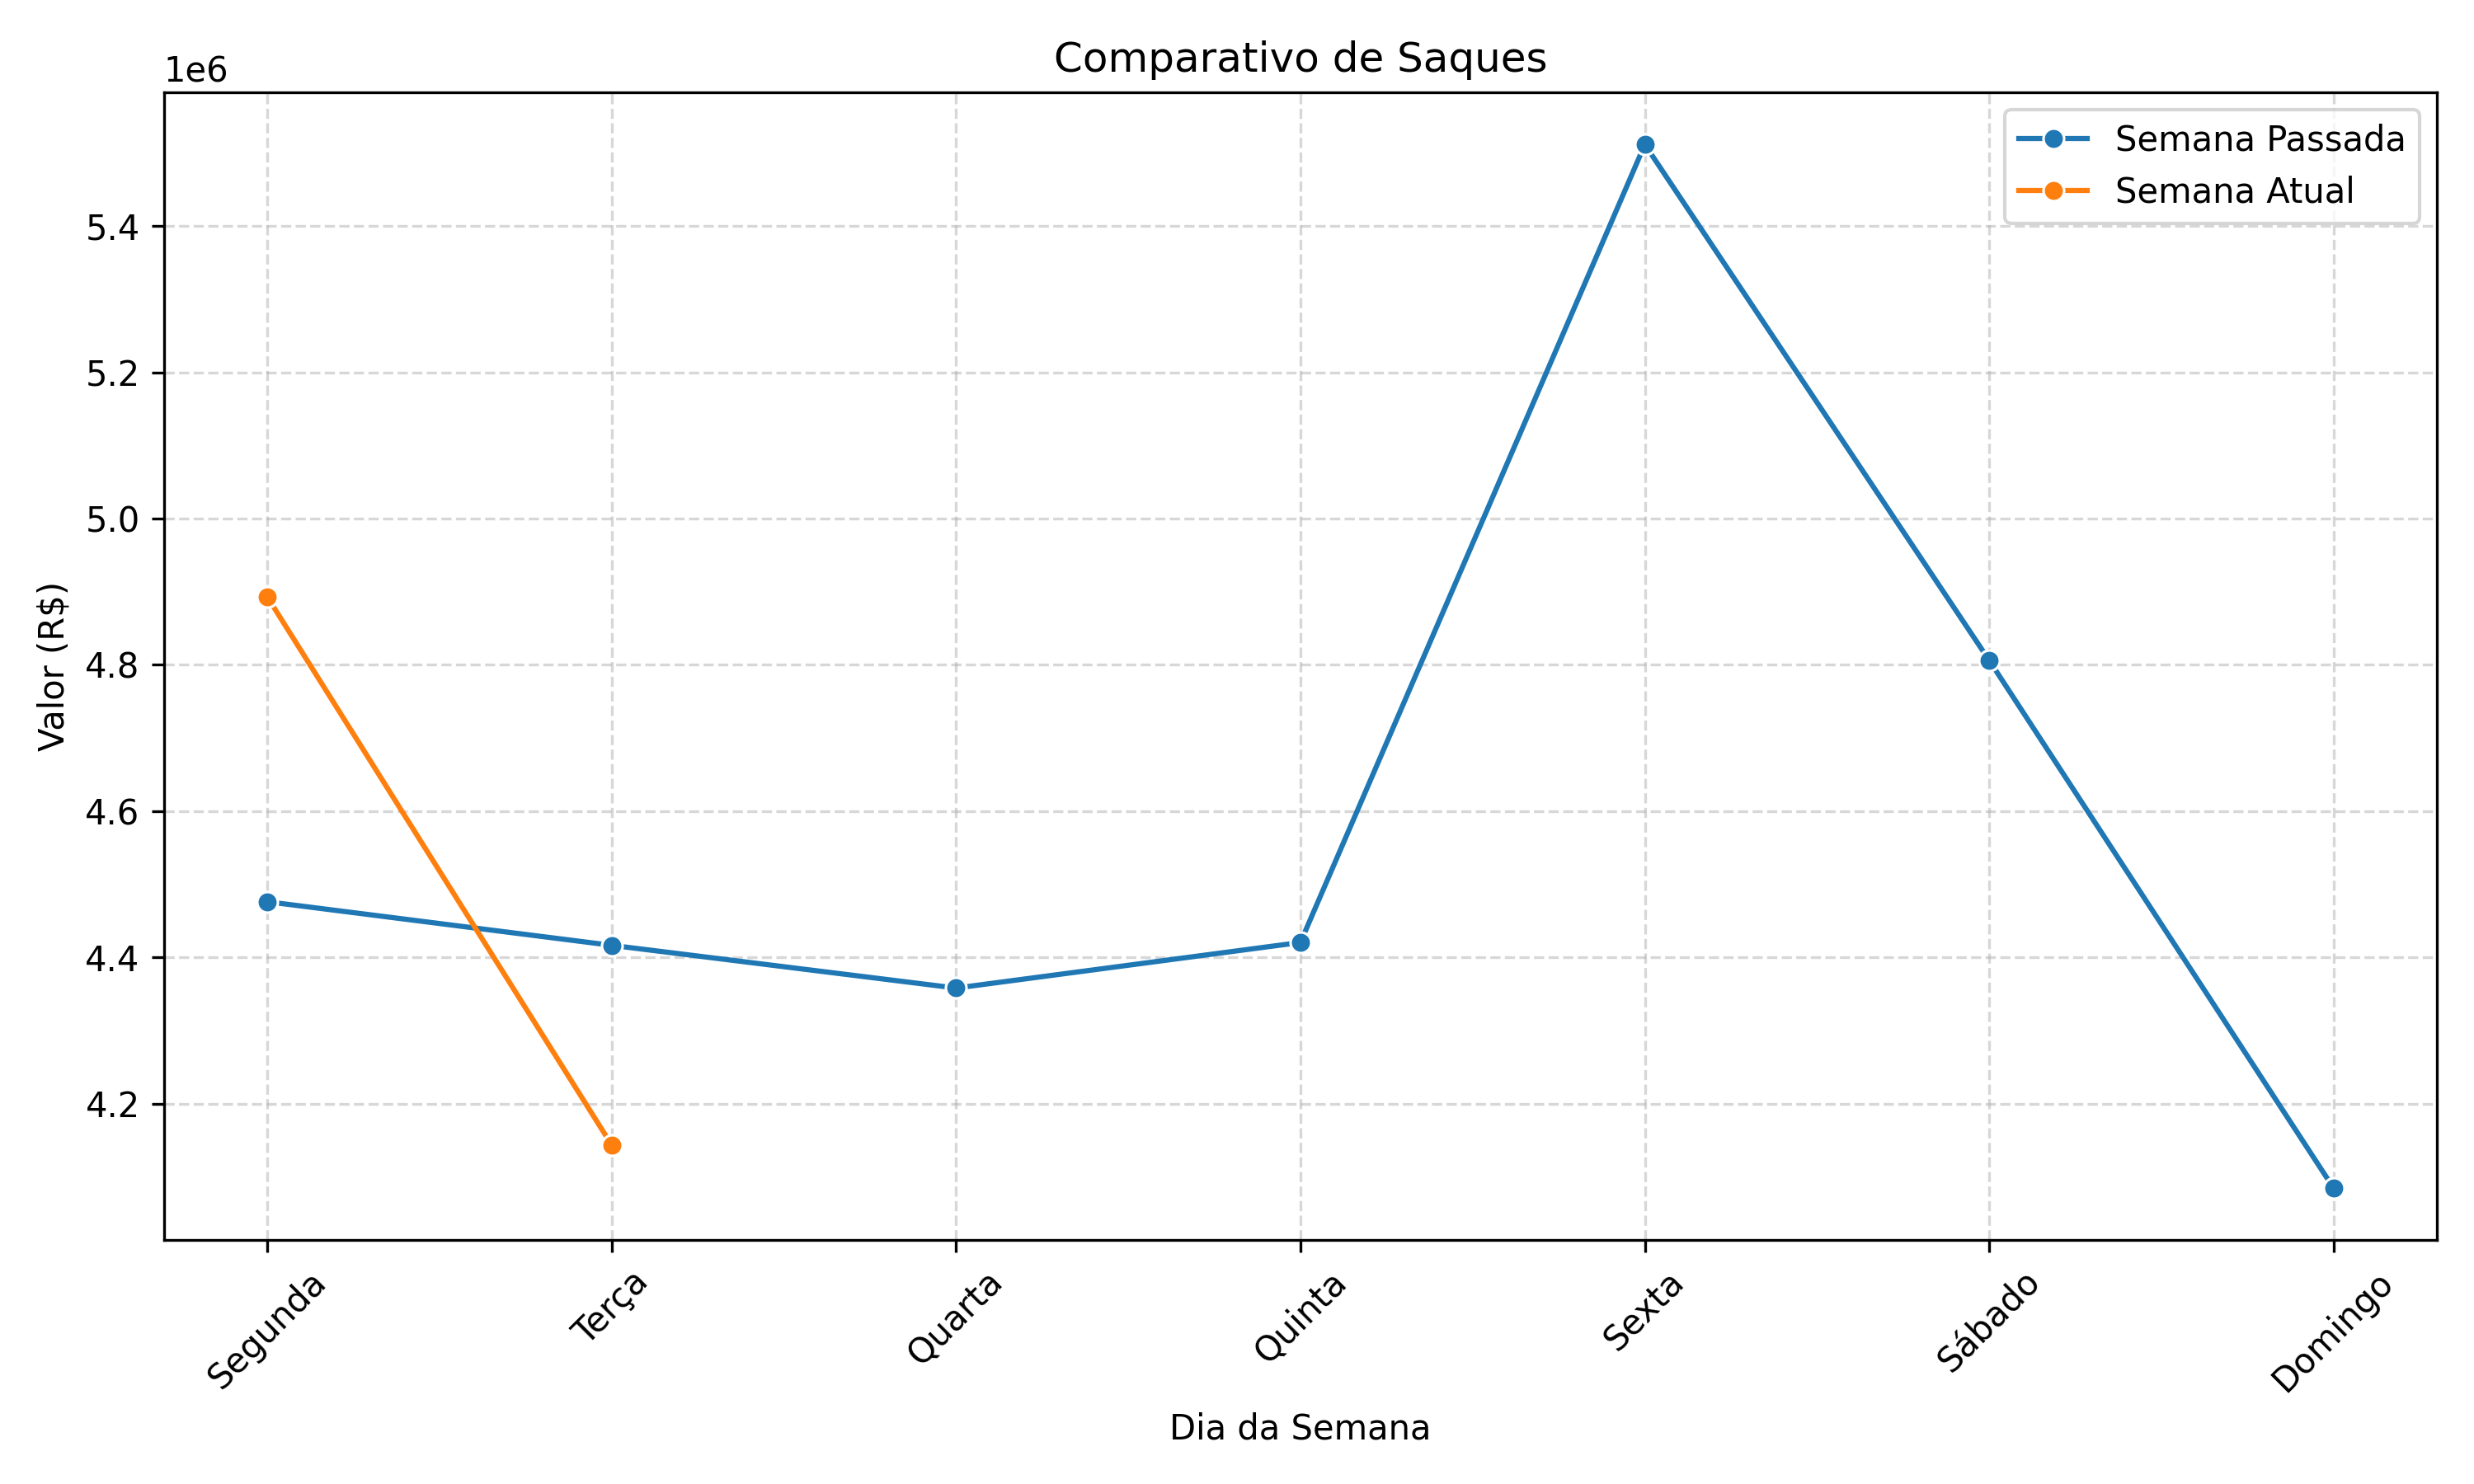 Comparativo de Saques
1e6
Semana Passada
Semana Atual
5.4
5.2
5.0
4.8
4.6
4.4
4.2
Valor (R$)
Segunda
Terça
Quarta
Quinta
Sexta
Sábado
Domingo
Dia da Semana